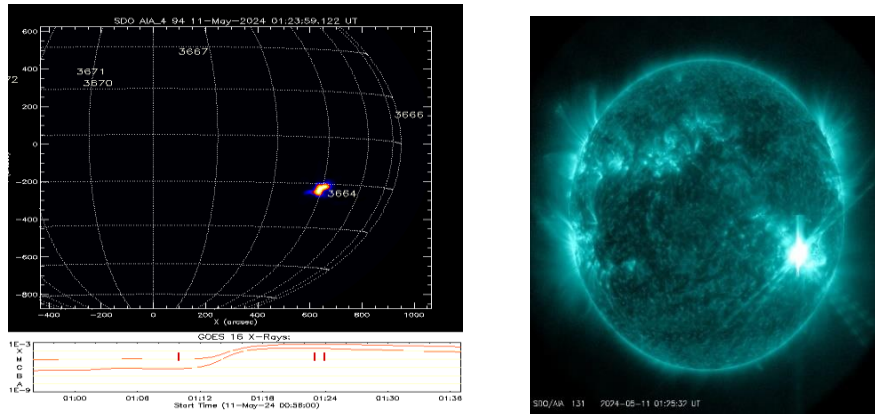 SDO AIA_4 94 11-May-2024 01:23:59.122 UT
600
400
200
0
-200
-400
-600
-800
3667
3671
3670
72
3666
3664
-400 -200 0 200 400 600 800 1000
X (arcsec)
GOES 16 X-Rays:
1E-3
X
M
C
B
A
1E-9
01:00 01:06 01:12 01:18 01:24 01:30 01:36
Start Time (11-May-24 00:58:00)
SDO/AIA 131 2024-05-11 01:25:32 UT